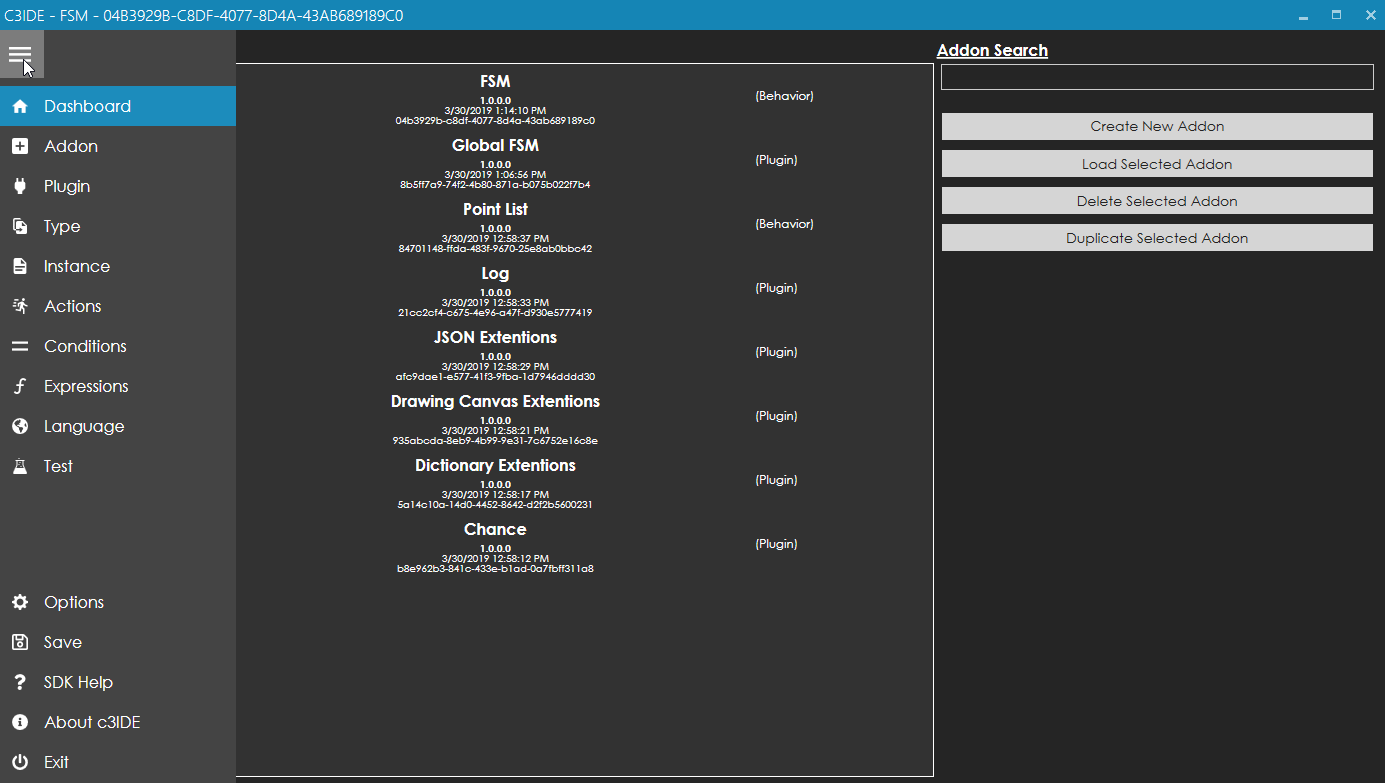 C3IDE - FSM - 04B3929B-C8DF-4077-8D4A-43AB689189C0
Dashboard
Addon
Plugin
Type
Instance
Actions
Conditions
Expressions
Language
Test
Options
Save
SDK Help
About c3IDE
Exit
FSM
1.0.0.0
(Behavior)
3/30/2019 1:14:10 PM
04b3929b-c8df-4077-8d4a-43ab689189c0
Global FSM
1.0.0.0
(Plugin)
3/30/2019 1:06:56 PM
8b5ff7a9-74f2-4b80-871a-b075b022f7b4
Point List
1.0.0.0
(Behavior)
3/30/2019 12:58:37 PM
84701148-ffda-483f-9670-25e8ab0bbc42
Log
1.0.0.0
(Plugin)
3/30/2019 12:58:33 PM
21cc2cf4-c675-4e96-a47f-d930e5777419
JSON Extentions
1.0.0.0
(Plugin)
3/30/2019 12:58:29 PM
afc9dae1-e577-41f3-9fba-1d7946dddd30
Drawing Canvas Extentions
1.0.0.0
(Plugin)
3/30/2019 12:58:21 PM
935abcda-8eb9-4b99-9e31-7c6752e16c8e
Dictionary Extentions
1.0.0.0
(Plugin)
3/30/2019 12:58:17 PM
5a14c10a-14d0-4452-8642-d2f2b5600231
Chance
1.0.0.0
(Plugin)
3/30/2019 12:58:12 PM
b8e962b3-841c-433e-b1ad-0a7fbff311a8
Addon Search
Create New Addon
Load Selected Addon
Delete Selected Addon
Duplicate Selected Addon